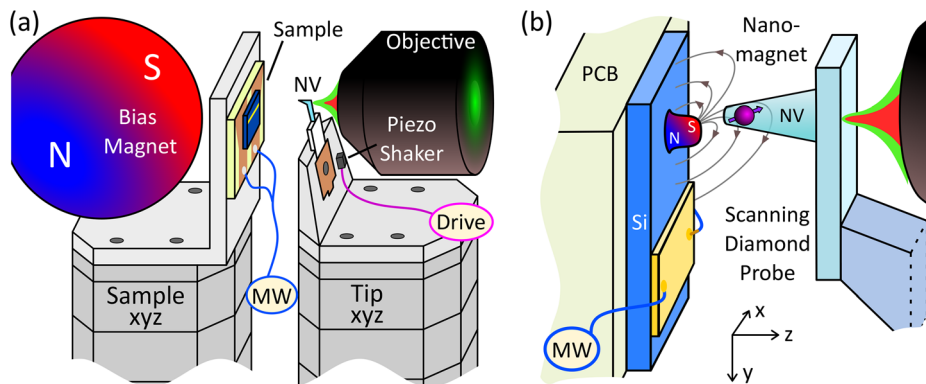 (a)
Sample
Objective
S
NV
Bias
Magnet
N
Piezo
Shaker
Drive
MW
Sample
xyz
Tip
xyz
(b)
Nano-
magnet
PCB
S
N
NV
Si
Scanning
Diamond
Probe
MW
x
z
y